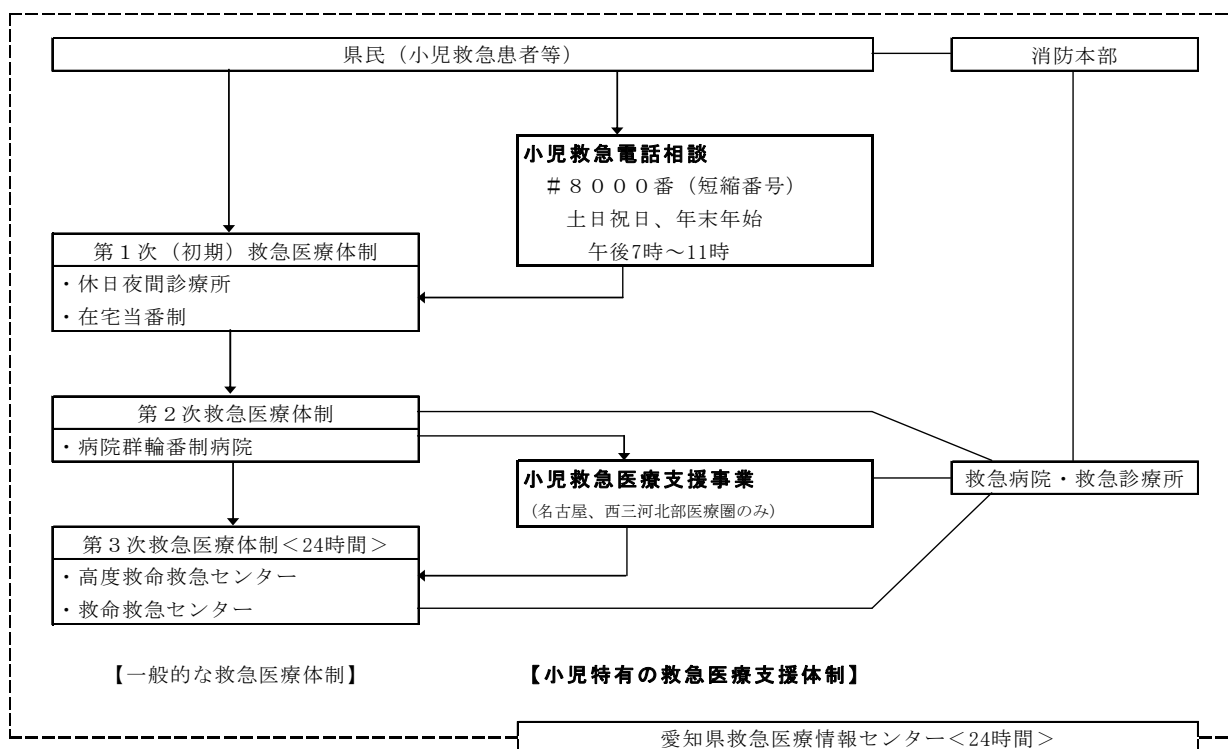 県民（小児救急患者等）
消防本部
小児救急電話相談
＃８０００番（短縮番号）
土日祝日、年末年始
午後7時～11時
第１次（初期）救急医療体制
・休日夜間診療所
・在宅当番制
第２次救急医療体制
・病院群輪番制病院
小児救急医療支援事業
（名古屋、西三河北部医療圏のみ）
救急病院・救急診療所
第３次救急医療体制＜24時間＞
・高度救命救急センター
・救命救急センター
【一般的な救急医療体制】
【小児特有の救急医療支援体制】
愛知県救急医療情報センター＜24時間＞